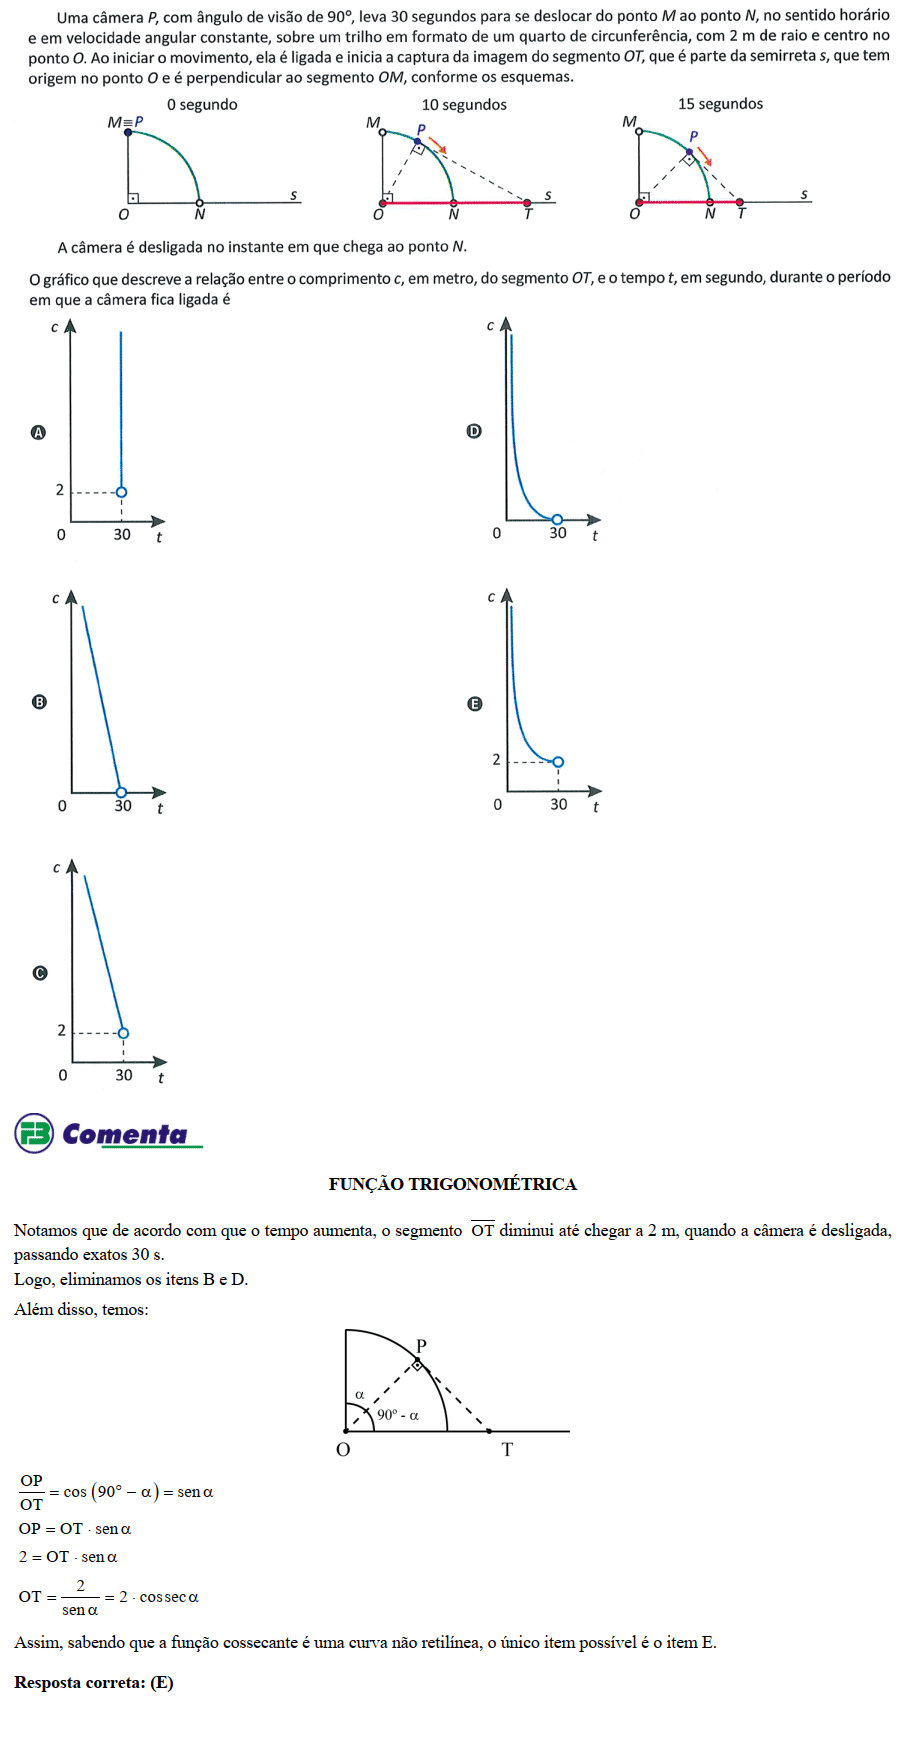 Uma câmera P, com ângulo de visão de 90°, leva 30 segundos para se deslocar do ponto M ao ponto N, no sentido horário
e em velocidade angular constante, sobre um trilho em formato de um quarto de circunferência, com 2 m de raio e centro no
ponto O. Ao iniciar o movimento, ela é ligada e inicia a captura da imagem do segmento OT, que é parte da semirreta s, que tem
origem no ponto O e é perpendicular ao segmento OM, conforme os esquemas.
0 segundo
10 segundos
15 segundos
M≡P
O
N
s
M
P
O
N
T
s
M
P
O
N
T
s
A câmera é desligada no instante em que chega ao ponto N.
O gráfico que descreve a relação entre o comprimento c, em metro, do segmento OT, e o tempo t, em segundo, durante o período
em que a câmera fica ligada é
A
c
2
0
30
t
D
c
0
30
t
B
c
0
30
t
E
c
2
0
30
t
C
c
2
0
30
t
FB Comenta
FUNÇÃO TRIGONOMÉTRICA
Notamos que de acordo com que o tempo aumenta, o segmento O̅T̅ diminui até chegar a 2 m, quando a câmera é desligada,
passando exatos 30 s.
Logo, eliminamos os itens B e D.
Além disso, temos:
P
α
90º - α
O
T
OP/OT = cos (90° − α) = sen α
OP = OT · sen α
2 = OT · sen α
OT = 2/sen α = 2 · cossec α
Assim, sabendo que a função cossecante é uma curva não retilínea, o único item possível é o item E.
Resposta correta: (E)